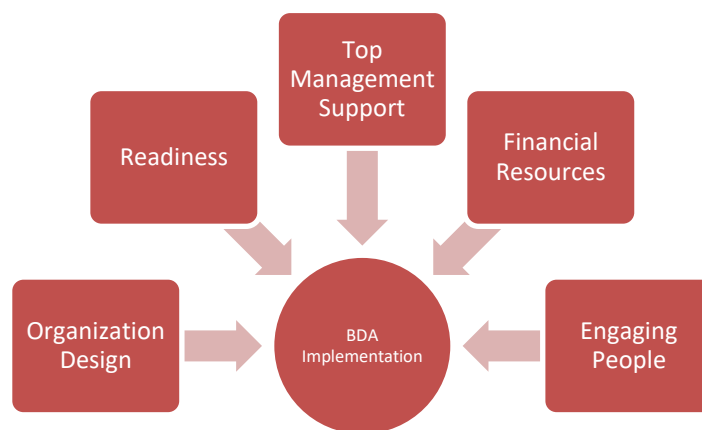 Top
Management
Support
Readiness
Financial
Resources
Organization
Design
BDA
Implementation
Engaging
People